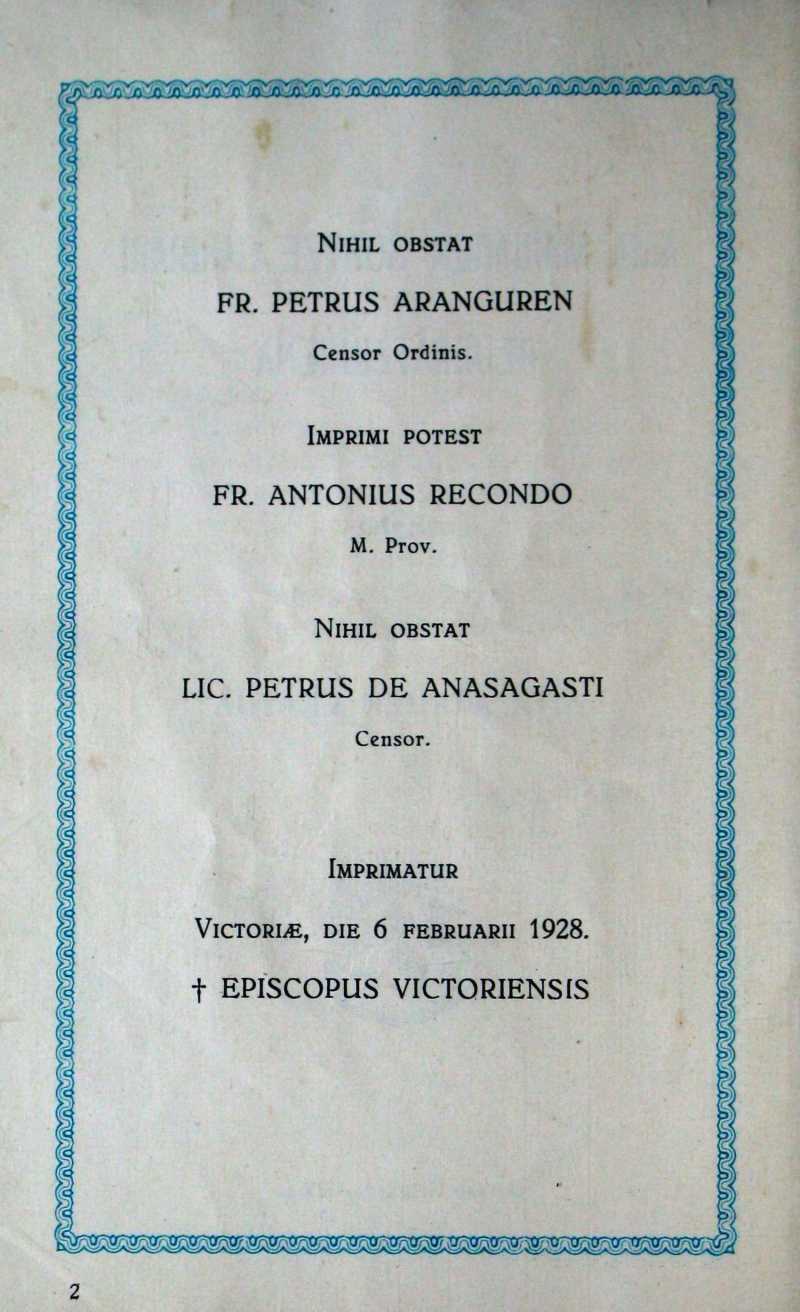 Nihil obstat
FR. PETRUS ARANGUREN
Censor Ordinis.
Imprimi potest
FR. ANTONIUS RECONDO
M. Prov.
Nihil obstat
LIC. PETRUS DE ANASAGASTI
Censor.
Imprimatur
Victoriæ, die 6 februarii 1928.
† EPISCOPUS VICTORIENSIS
2